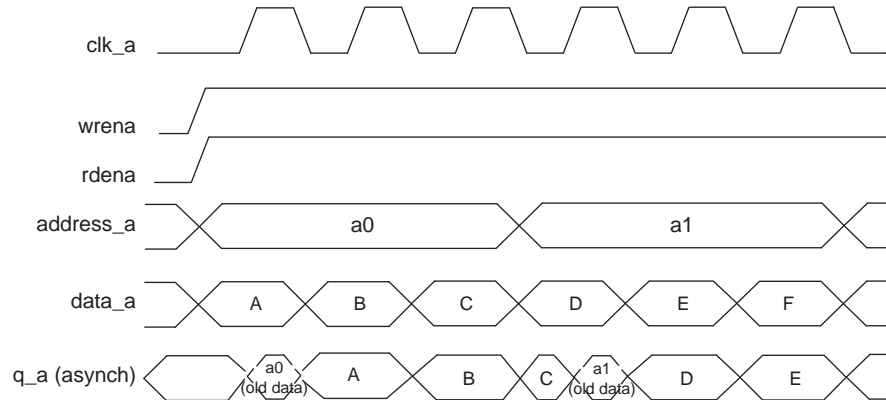 clk_a
wrena
rdena
address_a a0 a1
data_a A B C D E F
q_a (asynch) a0 (old data) A B C a1 (old data) D E